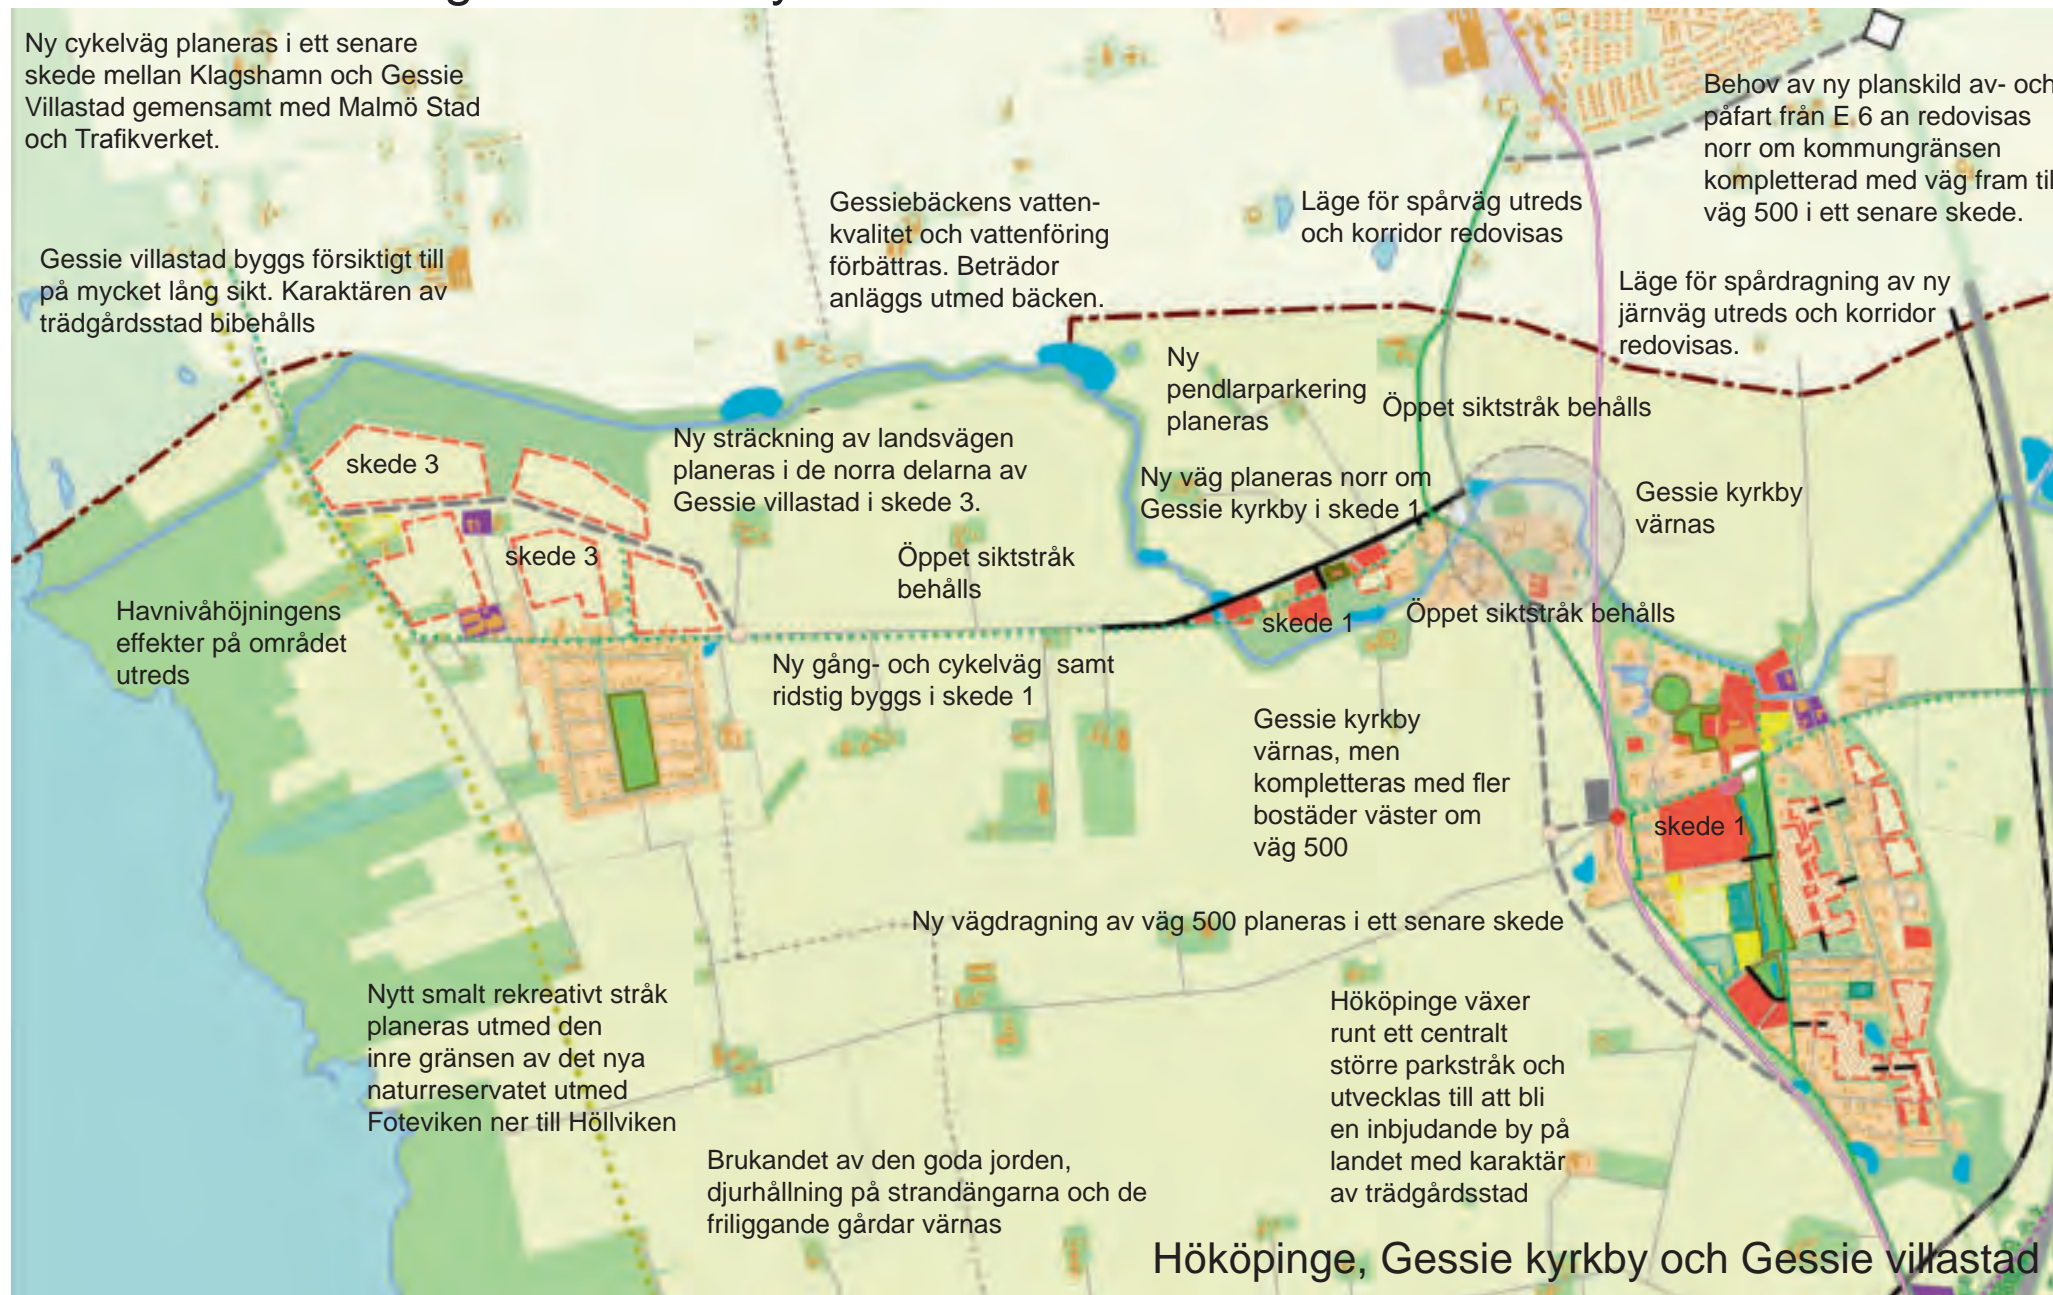 Ny cykelväg planeras i ett senare
skede mellan Klagshamn och Gessie
Villastad gemensamt med Malmö Stad
och Trafikverket.
Behov av ny planskild av- och
påfart från E 6 an redovisas
norr om kommungränsen
kompletterad med väg fram til
väg 500 i ett senare skede.
Gessiebäckens vatten-
kvalitet och vattenföring
förbättras. Beträdor
anläggs utmed bäcken.
Läge för spårväg utreds
och korridor redovisas
Gessie villastad byggs försiktigt till
på mycket lång sikt. Karaktären av
trädgårdsstad bibehålls
Läge för spårdragning av ny
järnväg utreds och korridor
redovisas.
Ny
pendlarparkering
planeras
Öppet siktstråk behålls
skede 3
Ny sträckning av landsvägen
planeras i de norra delarna av
Gessie villastad i skede 3.
Ny väg planeras norr om
Gessie kyrkby i skede 1
Gessie kyrkby
värnas
skede 3
Öppet siktstråk
behålls
Havnivåhöjningens
effekter på området
utreds
skede 1
Öppet siktstråk behålls
Ny gång- och cykelväg samt
ridstig byggs i skede 1
Gessie kyrkby
värnas, men
kompletteras med fler
bostäder väster om
väg 500
skede 1
Ny vägdragning av väg 500 planeras i ett senare skede
Nytt smalt rekreativt stråk
planeras utmed den
inre gränsen av det nya
naturreservatet utmed
Foteviken ner till Höllviken
Hököpinge växer
runt ett centralt
större parkstråk och
utvecklas till att bli
en inbjudande by på
landet med karaktär
av trädgårdsstad
Brukandet av den goda jorden,
djurhållning på strandängarna och de
friliggande gårdar värnas
Hököpinge, Gessie kyrkby och Gessie villastad